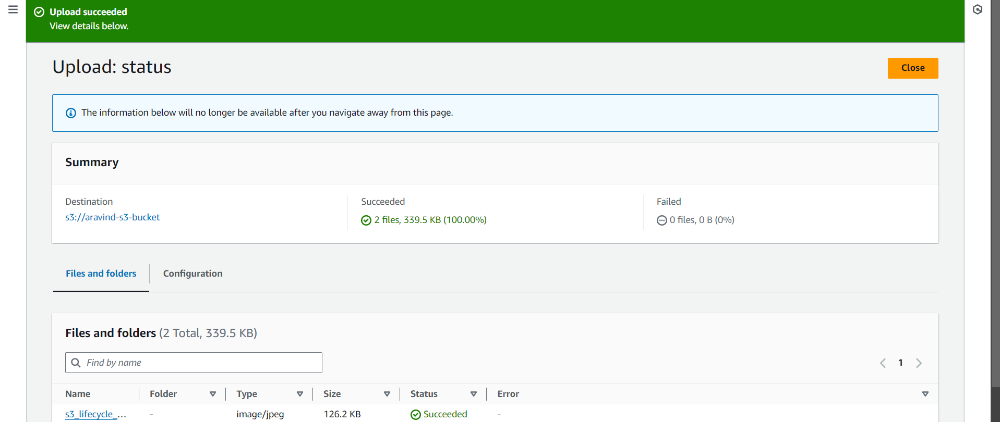 Upload succeeded
View details below.
Upload: status
Close
The information below will no longer be available after you navigate away from this page.
Summary
Destination
s3://aravind-s3-bucket
Succeeded
2 files, 339.5 KB (100.00%)
Failed
0 files, 0 B (0%)
Files and folders
Configuration
Files and folders (2 Total, 339.5 KB)
Find by name
1
Name Folder Type Size Status Error
s3_lifecycle_... - image/jpeg 126.2 KB Succeeded -